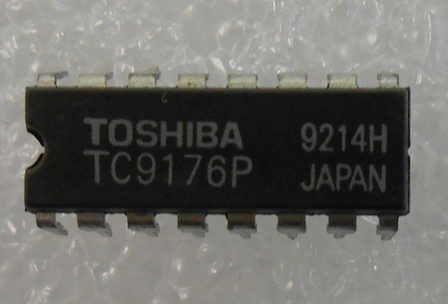 TOSHIBA 9214H
TC9176P JAPAN